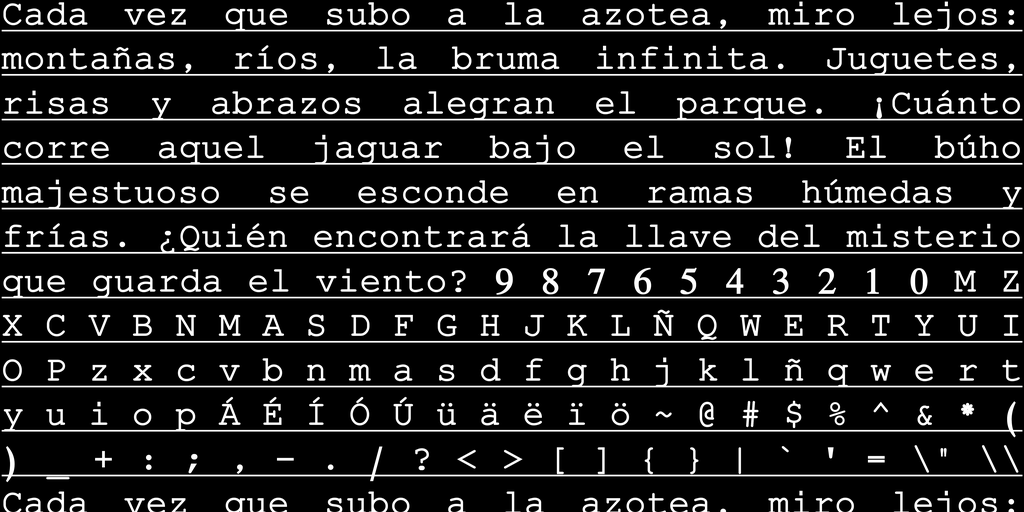 Cada vez que subo a la azotea, miro lejos:
montañas, ríos, la bruma infinita. Juguetes,
risas y abrazos alegran el parque. ¡Cuánto
corre aquel jaguar bajo el sol! El búho
majestuoso se esconde en ramas húmedas y
frías. ¿Quién encontrará la llave del misterio
que guarda el viento? 9 8 7 6 5 4 3 2 1 0 M Z
X C V B N M A S D F G H J K L Ñ Q W E R T Y U I
O P z x c v b n m a s d f g h j k l ñ q w e r t
y u i o p Á É Í Ó Ú ü ä ë ï ö ~ @ # $ % ^ & * (
) _ + : ; , - . / ? < > [ ] { } | ` ' = \" \\
Cada vez que subo a la azotea, miro lejos: